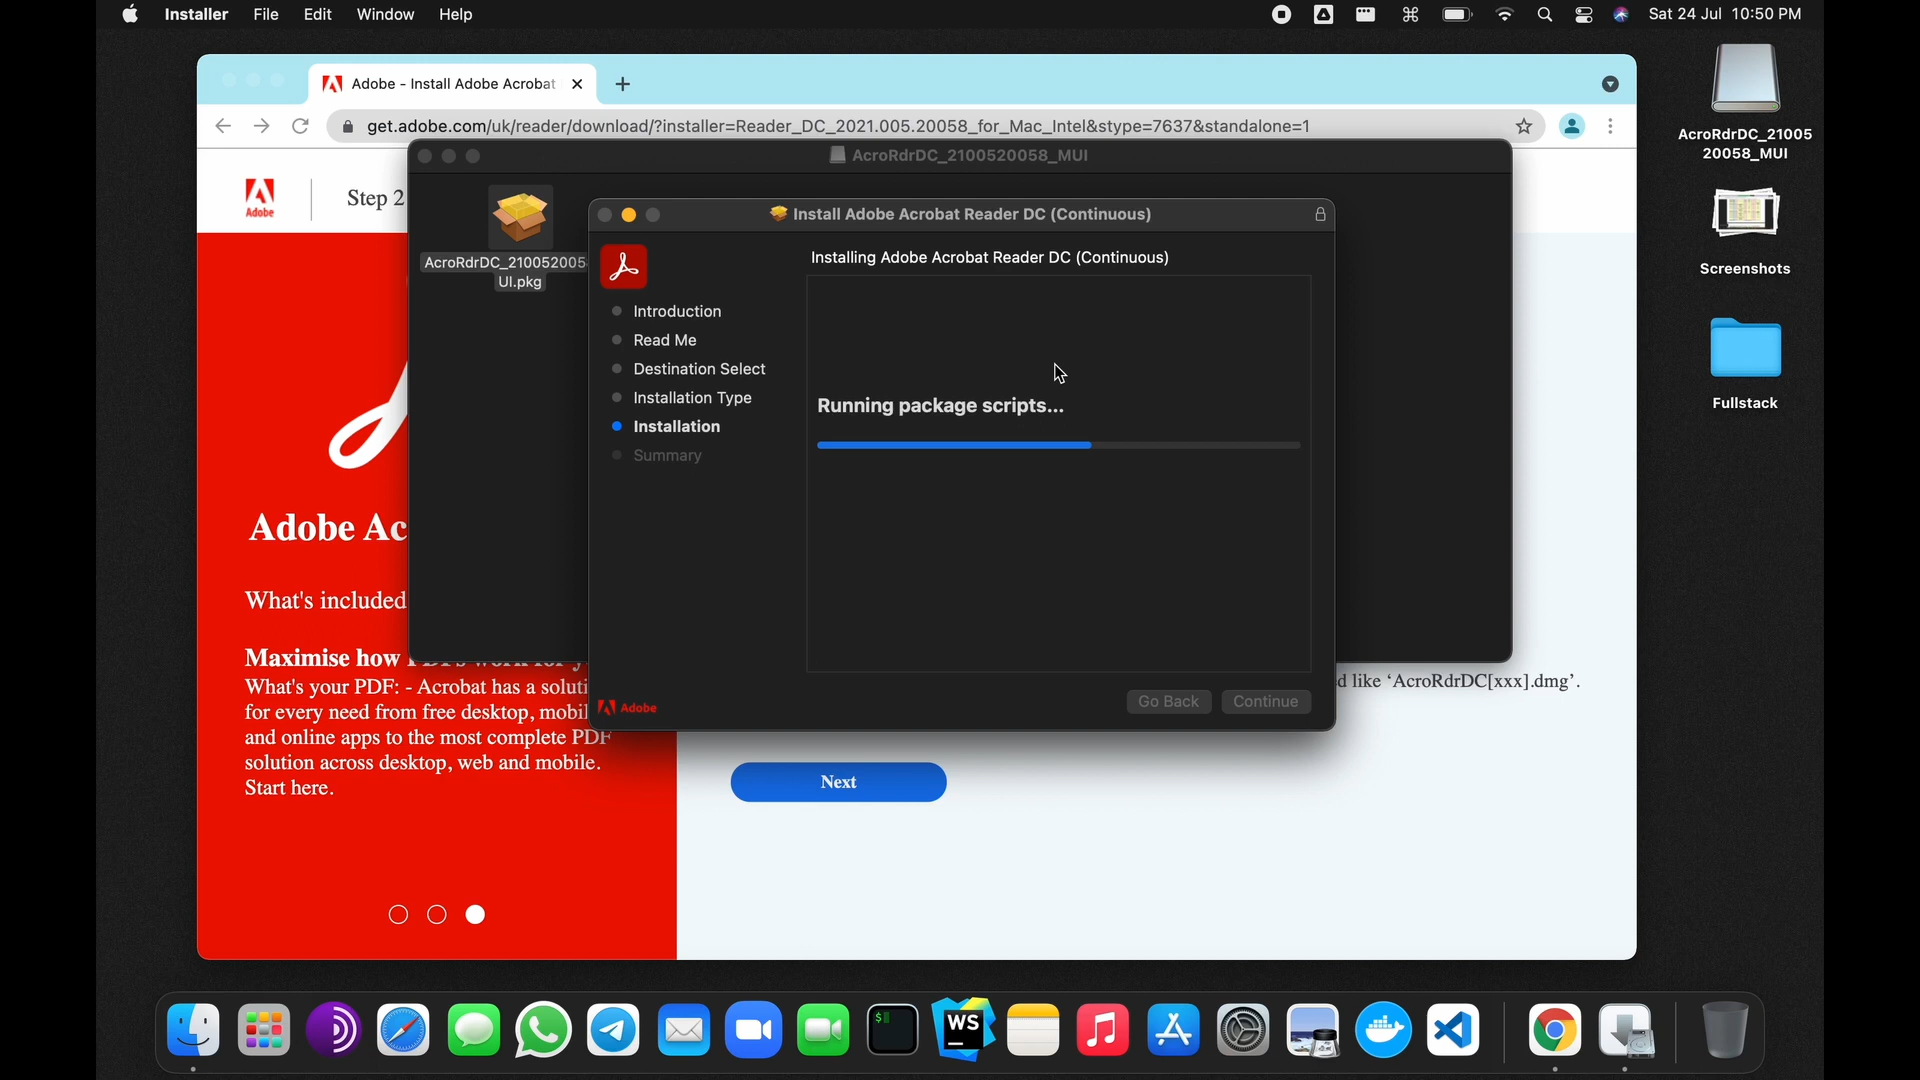 Installer File Edit Window Help Sat 24 Jul 10:50 PM
Adobe - Install Adobe Acrobat
get.adobe.com/uk/reader/download/?installer=Reader_DC_2021.005.20058_for_Mac_Intel&stype=7637&standalone=1
AcroRdrDC_21005
20058_MUI
Screenshots
Fullstack
Adobe
Step 2
AcroRdrDC_2100520058_MUI
AcroRdrDC_210052005
UI.pkg
Install Adobe Acrobat Reader DC (Continuous)
Installing Adobe Acrobat Reader DC (Continuous)
Introduction
Read Me
Destination Select
Installation Type
Installation
Summary
Running package scripts...
Adobe
Go Back Continue
Adobe Ac
What's included
Maximise how
What's your PDF: - Acrobat has a soluti
for every need from free desktop, mobil
and online apps to the most complete PDF
solution across desktop, web and mobile.
Start here.
d like ‘AcroRdrDC[xxx].dmg’.
Next
$
WS